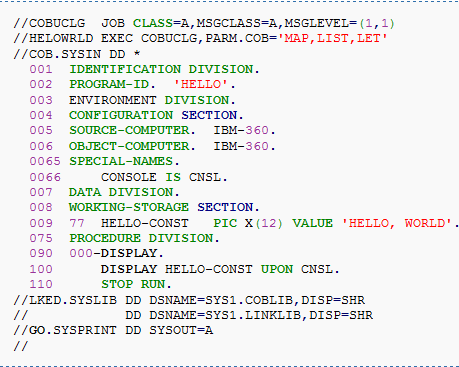 //COBUCLG  JOB CLASS=A,MSGCLASS=A,MSGLEVEL=(1,1)
//HELOWRLD EXEC COBUCLG,PARM.COB='MAP,LIST,LET'
//COB.SYSIN DD *
  001  IDENTIFICATION DIVISION.
  002  PROGRAM-ID.  'HELLO'.
  003  ENVIRONMENT DIVISION.
  004  CONFIGURATION SECTION.
  005  SOURCE-COMPUTER.  IBM-360.
  006  OBJECT-COMPUTER.  IBM-360.
  0065 SPECIAL-NAMES.
  0066     CONSOLE IS CNSL.
  007  DATA DIVISION.
  008  WORKING-STORAGE SECTION.
  009  77  HELLO-CONST   PIC X(12) VALUE 'HELLO, WORLD'.
  075  PROCEDURE DIVISION.
  090  000-DISPLAY.
  100      DISPLAY HELLO-CONST UPON CNSL.
  110      STOP RUN.
//LKED.SYSLIB DD DSNAME=SYS1.COBLIB,DISP=SHR
//            DD DSNAME=SYS1.LINKLIB,DISP=SHR
//GO.SYSPRINT DD SYSOUT=A
//